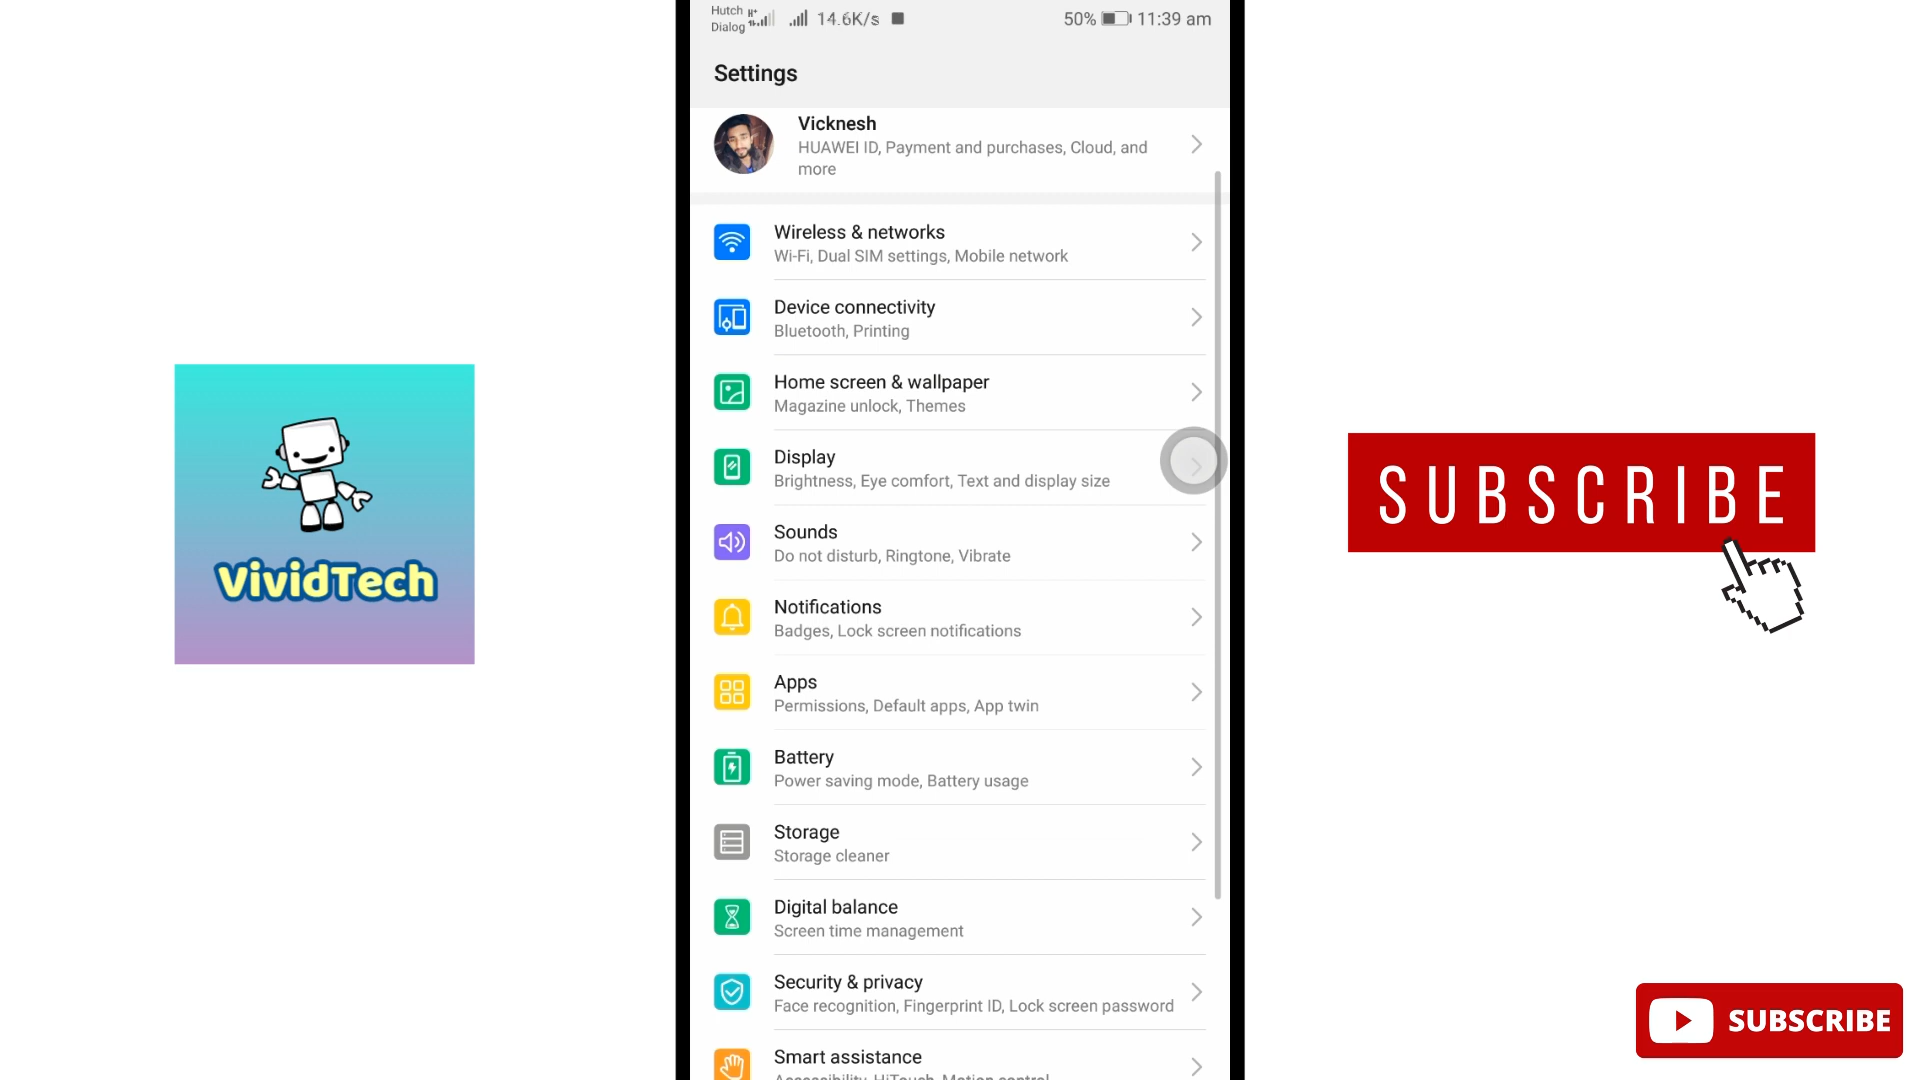 Hutch
Dialog
14.6K/s
50%
11:39 am
Settings
Vicknesh
HUAWEI ID, Payment and purchases, Cloud, and
more
Wireless & networks
Wi-Fi, Dual SIM settings, Mobile network
Device connectivity
Bluetooth, Printing
Home screen & wallpaper
Magazine unlock, Themes
Display
Brightness, Eye comfort, Text and display size
Sounds
Do not disturb, Ringtone, Vibrate
Notifications
Badges, Lock screen notifications
Apps
Permissions, Default apps, App twin
Battery
Power saving mode, Battery usage
Storage
Storage cleaner
Digital balance
Screen time management
Security & privacy
Face recognition, Fingerprint ID, Lock screen password
Smart assistance
Accessibility, HiTouch, Motion control
VividTech
SUBSCRIBE
SUBSCRIBE